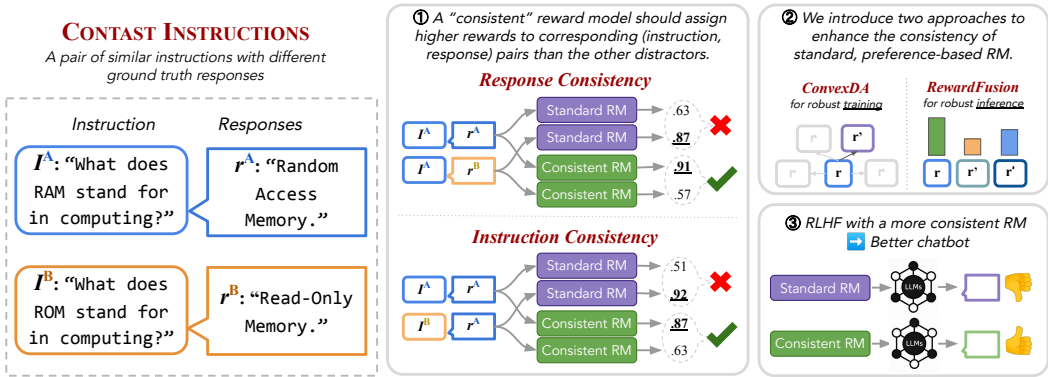 CONTAST INSTRUCTIONS
A pair of similar instructions with different
ground truth responses
Instruction
Responses
I^A: “What does
RAM stand for
in computing?”
r^A: “Random
Access
Memory.”
I^B: “What does
ROM stand for
in computing?”
r^B: “Read-Only
Memory.”
① A “consistent” reward model should assign
higher rewards to corresponding (instruction,
response) pairs than the other distractors.
Response Consistency
Standard RM .63
I^A r^A Standard RM .87
I^A r^B Consistent RM .91
Consistent RM .57
Instruction Consistency
Standard RM .51
I^A r^A Standard RM .92
I^B r^A Consistent RM .87
Consistent RM .63
② We introduce two approaches to
enhance the consistency of
standard, preference-based RM.
ConvexDA
for robust training
r r’
r r r
RewardFusion
for robust inference
r r’ r’
③ RLHF with a more consistent RM
Better chatbot
Standard RM LLMs
Consistent RM LLMs